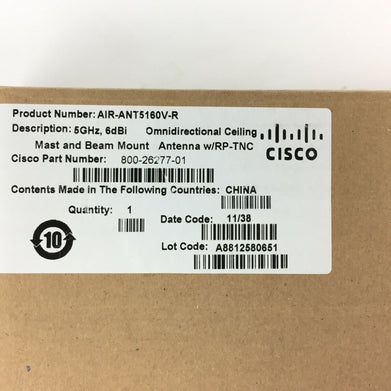 Product Number: AIR-ANT5160V-R
Description: 5GHz, 6dBi Omnidirectional Ceiling
Mast and Beam Mount Antenna w/RP-TNC
CISCO
Cisco Part Number: 800-26277-01
Contents Made in The Following Countries: CHINA
Quantity: 1
Date Code: 11/38
10
Lot Code: A8812580651